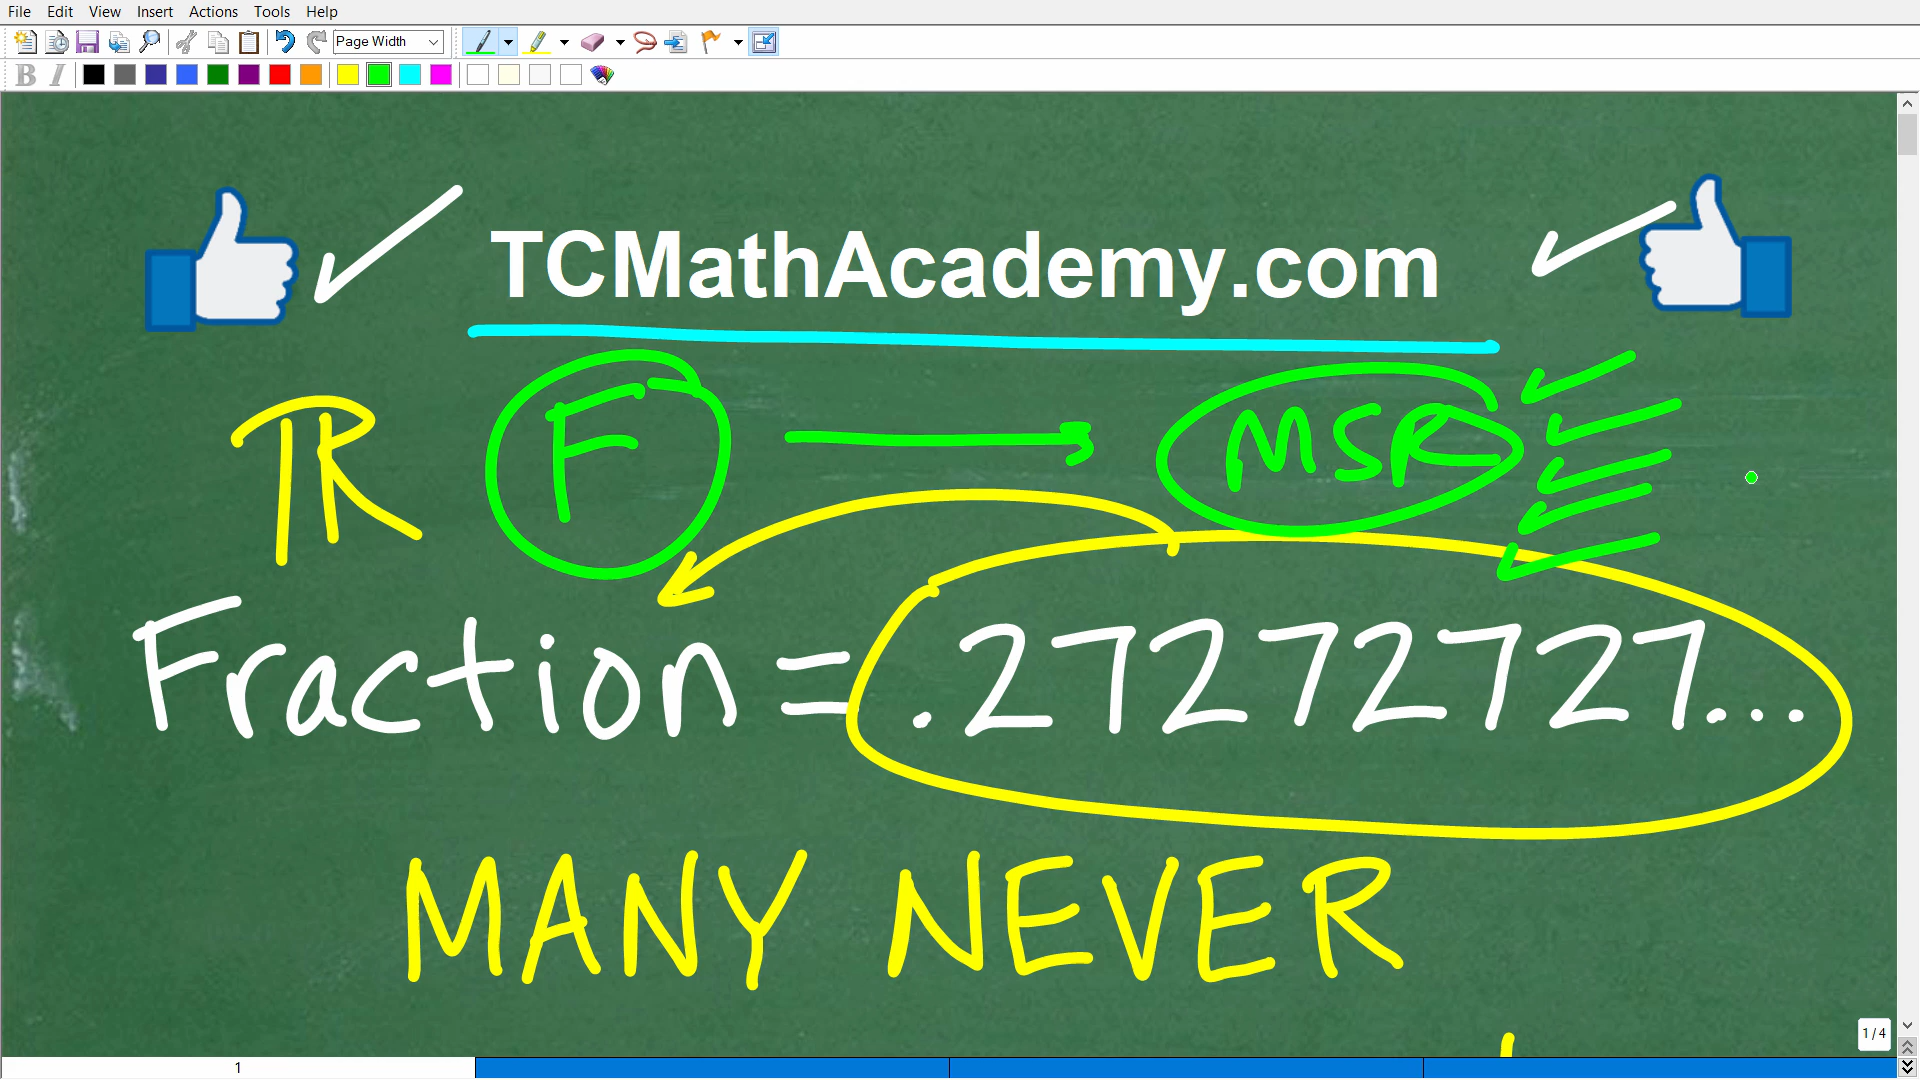 File Edit View Insert Actions Tools Help
Page Width
B I
TCMathAcademy.com
TR F → MSR
Fraction = .27272727...
MANY NEVER
1 / 4
1